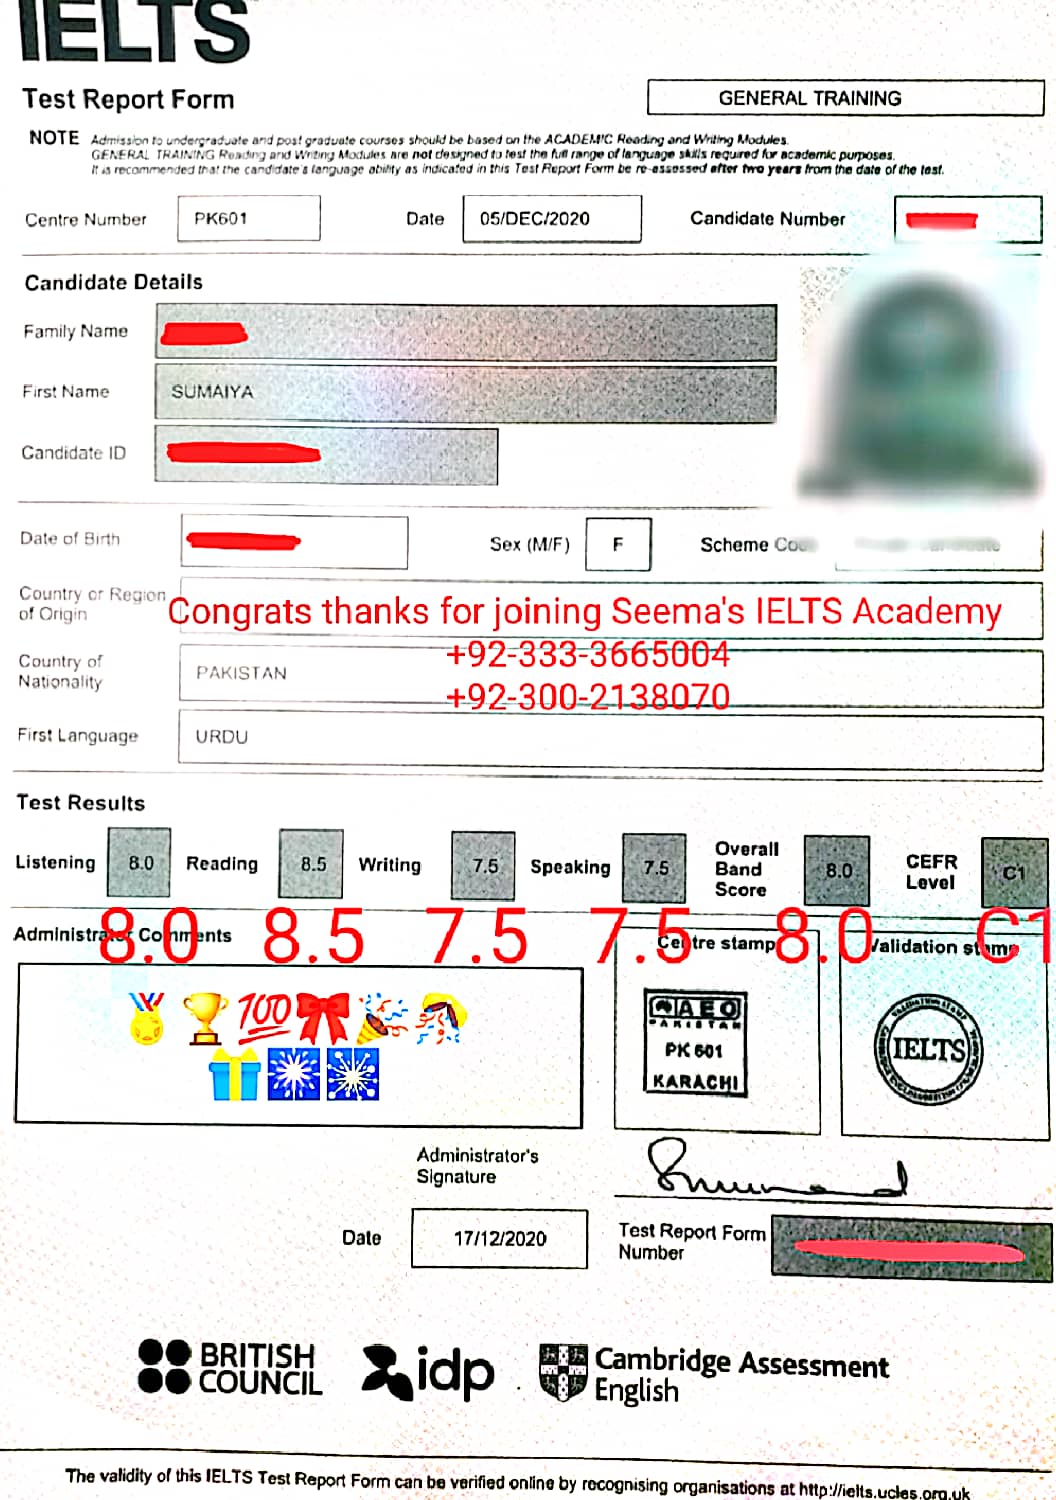 IELTS
Test Report Form
GENERAL TRAINING
NOTE Admission to undergraduate and post graduate courses should be based on the ACADEMIC Reading and Writing Modules.
GENERAL TRAINING Reading and Writing Modules are not designed to test the full range of language skills required for academic purposes.
It is recommended that the candidate's language ability as indicated in this Test Report Form be re-assessed after two years from the date of the test.
Centre Number PK601 Date 05/DEC/2020 Candidate Number
Candidate Details
Family Name
First Name SUMAIYA
Candidate ID
Date of Birth Sex (M/F) F Scheme Code
Country or Region
of Origin
Congrats thanks for joining Seema's IELTS Academy
+92-333-3665004
Country of
Nationality PAKISTAN
+92-300-2138070
First Language URDU
Test Results
Listening 8.0 Reading 8.5 Writing 7.5 Speaking 7.5 Overall Band Score 8.0 CEFR Level C1
8.0 8.5 7.5 7.5 8.0 C1
Administrator Comments Centre stamp Validation stamp
💯
AEO
PAKISTAN
PK 601
KARACHI
IELTS
Administrator's
Signature
Date 17/12/2020 Test Report Form
Number
BRITISH
COUNCIL
idp
Cambridge Assessment
English
The validity of this IELTS Test Report Form can be verified online by recognising organisations at http://ielts.ucles.org.uk